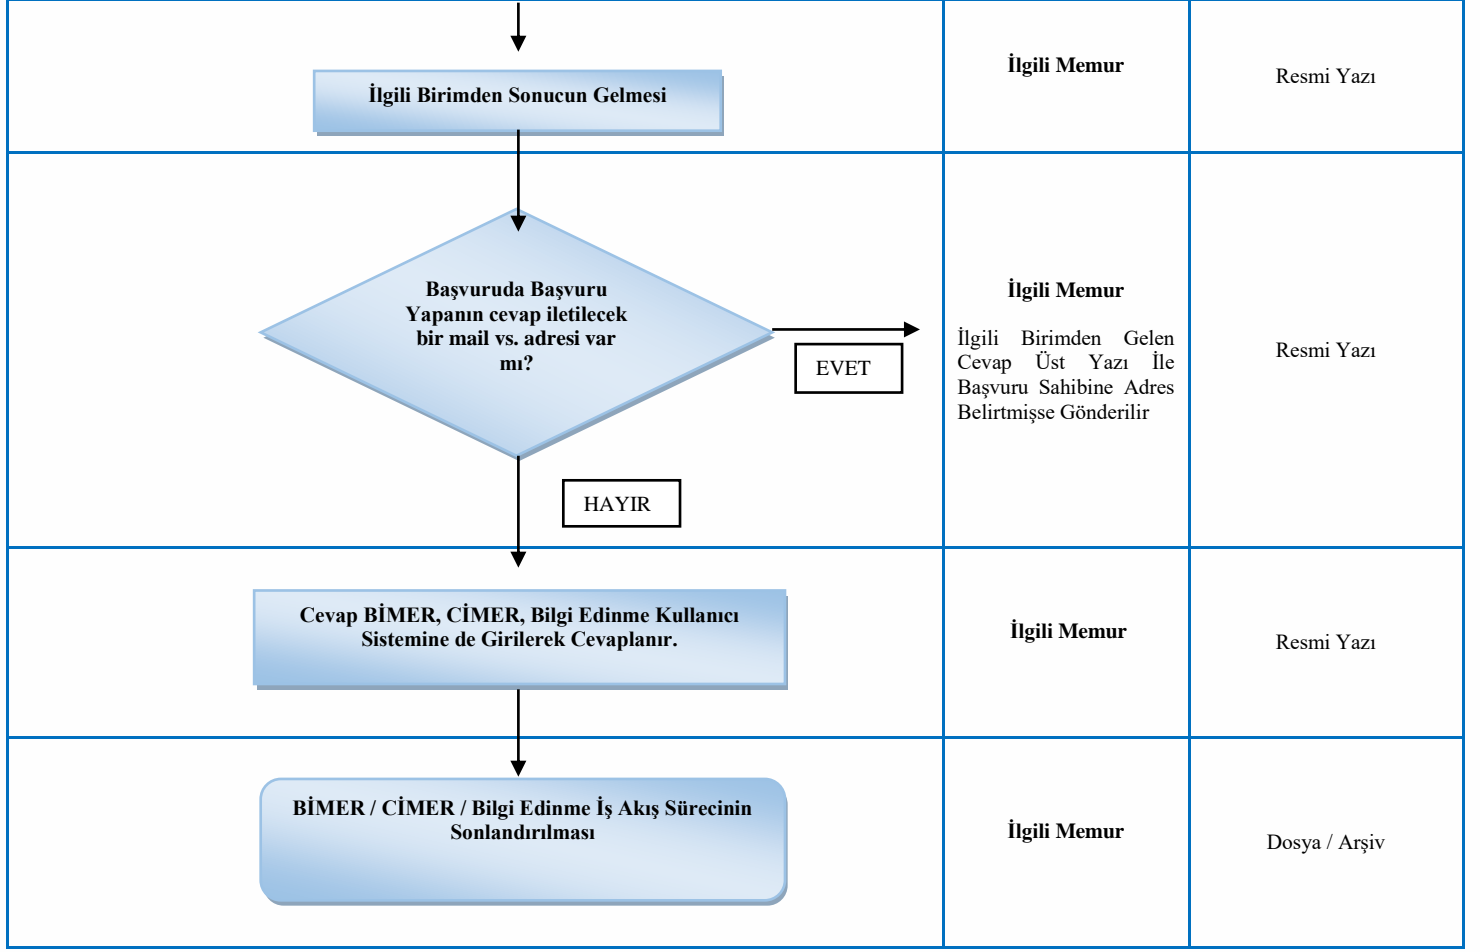 İlgili Birimden Sonucun Gelmesi
İlgili Memur
Resmi Yazı
Başvuruda Başvuru
Yapanın cevap iletilecek
bir mail vs. adresi var
mı?
EVET
HAYIR
İlgili Memur
İlgili Birimden Gelen
Cevap Üst Yazı İle
Başvuru Sahibine Adres
Belirtmişse Gönderilir
Resmi Yazı
Cevap BİMER, CİMER, Bilgi Edinme Kullanıcı
Sistemine de Girilerek Cevaplanır.
İlgili Memur
Resmi Yazı
BİMER / CİMER / Bilgi Edinme İş Akış Sürecinin
Sonlandırılması
İlgili Memur
Dosya / Arşiv